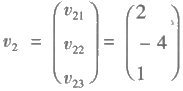 v₂ = (v₂₁ v₂₂ v₂₃) = (2 -4 1)